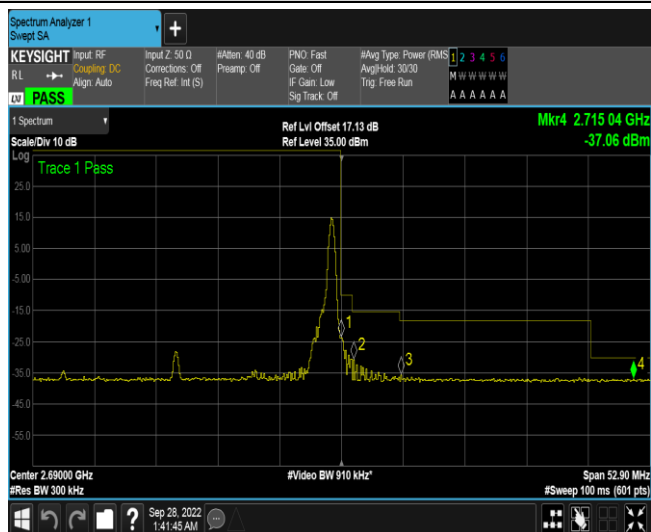 Spectrum Analyzer 1
Swept SA
KEYSIGHT Input: RF Input Z: 50 Ω #Atten: 40 dB PNO: Fast #Avg Type: Power (RMS 1 2 3 4 5 6
RL Coupling: DC Corrections: Off Preamp: Off Gate: Off Avg|Hold: 30/30 M W W W W W
Align: Auto Freq Ref: Int (S) IF Gain: Low Trig: Free Run
LXI PASS Sig Track: Off A A A A A A
1 Spectrum Ref Lvl Offset 17.13 dB Mkr4 2.715 04 GHz
Scale/Div 10 dB Ref Level 35.00 dBm -37.06 dBm
Log
Trace 1 Pass
25.0
15.0
5.00
-5.00
-15.0
1
-25.0
2
3
4
-35.0
-45.0
-55.0
Center 2.69000 GHz #Video BW 910 kHz* Span 52.90 MHz
#Res BW 300 kHz #Sweep 100 ms (601 pts)
Sep 28, 2022
1:41:45 AM